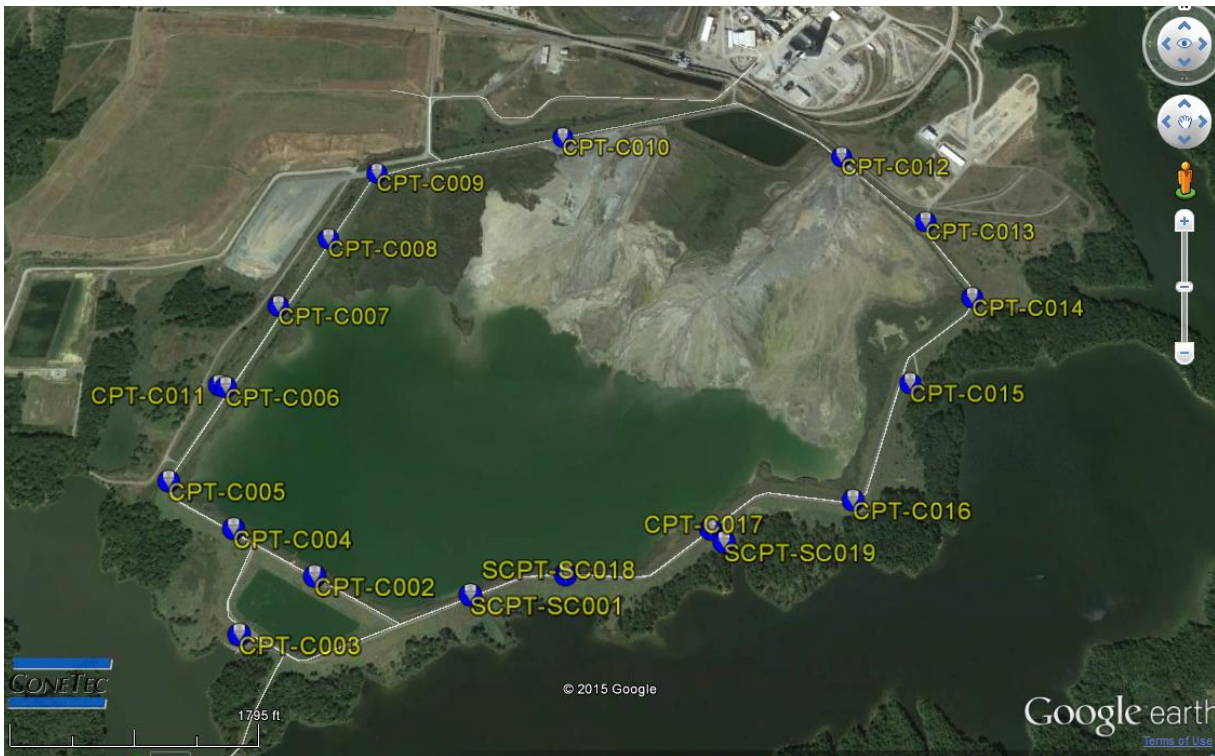 CPT-C010
CPT-C012
CPT-C009
CPT-C013
CPT-C008
CPT-C014
CPT-C007
CPT-C015
CPT-C011
CPT-C006
CPT-C005
CPT-C016
CPT-C017
CPT-C004
SCPT-SC019
SCPT-SC018
CPT-C002
SCPT-SC001
CPT-C003
CONETEC
© 2015 Google
1795 ft
Google earth
Terms of Use